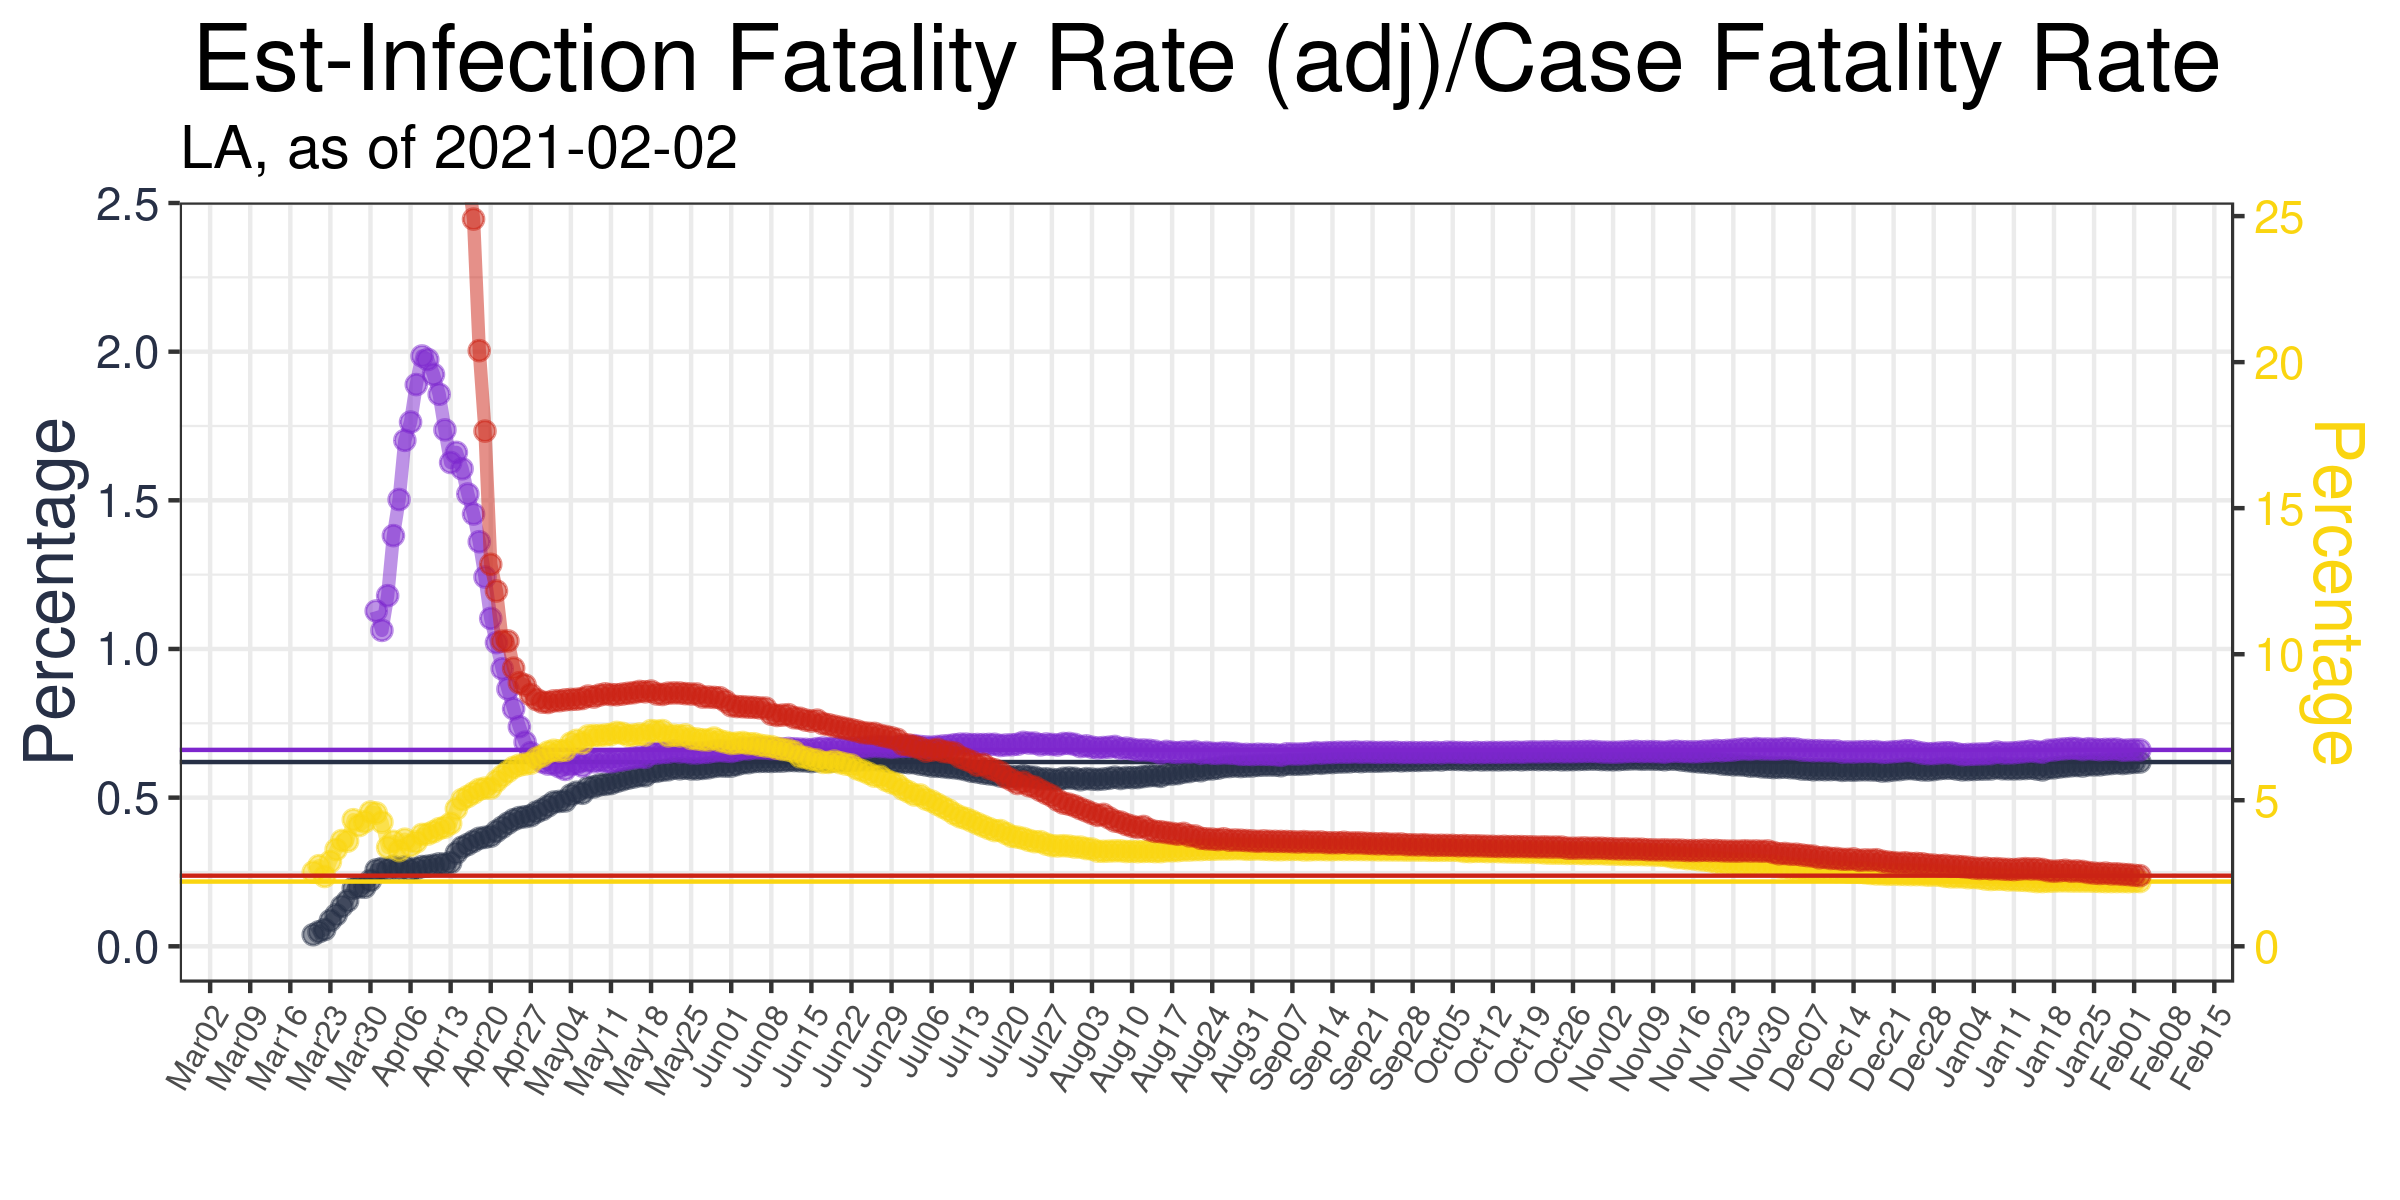 Est-Infection Fatality Rate (adj)/Case Fatality Rate
LA, as of 2021-02-02
Percentage
2.5
2.0
1.5
1.0
0.5
0.0
25
20
15
10
5
0
Percentage
Mar02
Mar09
Mar16
Mar23
Mar30
Apr06
Apr13
Apr20
Apr27
May04
May11
May18
May25
Jun01
Jun08
Jun15
Jun22
Jun29
Jul06
Jul13
Jul20
Jul27
Aug03
Aug10
Aug17
Aug24
Aug31
Sep07
Sep14
Sep21
Sep28
Oct05
Oct12
Oct19
Oct26
Nov02
Nov09
Nov16
Nov23
Nov30
Dec07
Dec14
Dec21
Dec28
Jan04
Jan11
Jan18
Jan25
Feb01
Feb08
Feb15